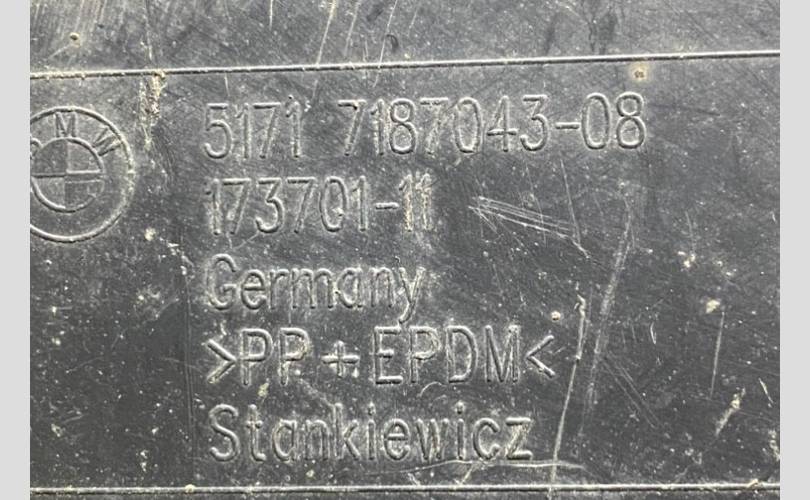 BMW
5171 7187043-08
173701-11
Germany
>PP+EPDM<
Stankiewicz